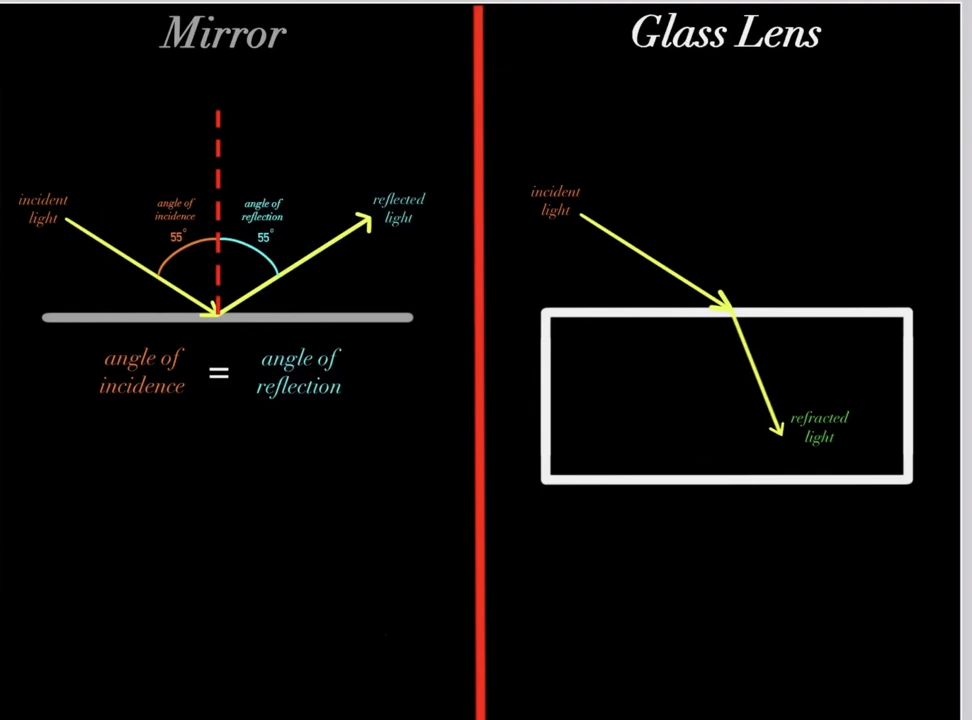 Mirror
incident
light
angle of
incidence
55°
angle of
reflection
55°
reflected
light
angle of
incidence
=
angle of
reflection
Glass Lens
incident
light
refracted
light